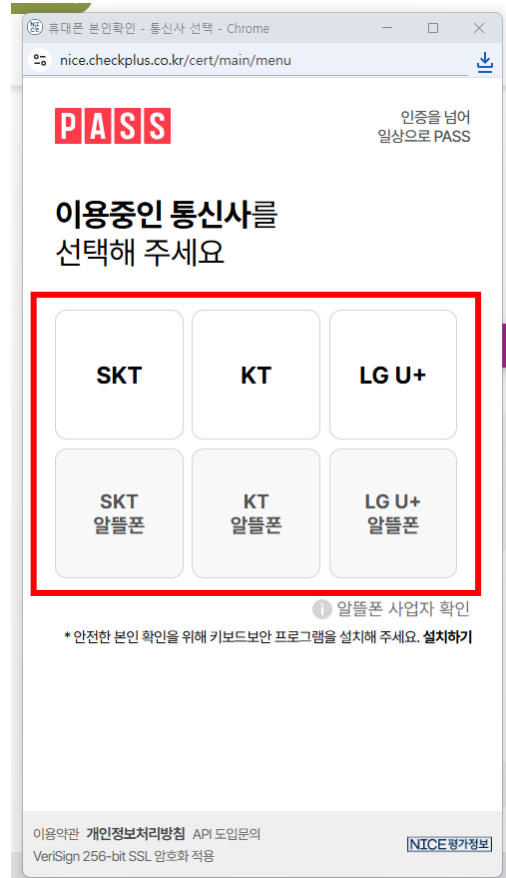 휴대폰 본인확인 - 통신사 선택 - Chrome
nice.checkplus.co.kr/cert/main/menu
PASS
인증을 넘어
일상으로 PASS
이용중인 통신사를
선택해 주세요
SKT KT LG U+
SKT KT LG U+
알뜰폰 알뜰폰 알뜰폰
알뜰폰 사업자 확인
* 안전한 본인 확인을 위해 키보드보안 프로그램을 설치해 주세요. 설치하기
이용약관 개인정보처리방침 API 도입문의
VeriSign 256-bit SSL 암호화 적용
NICE평가정보